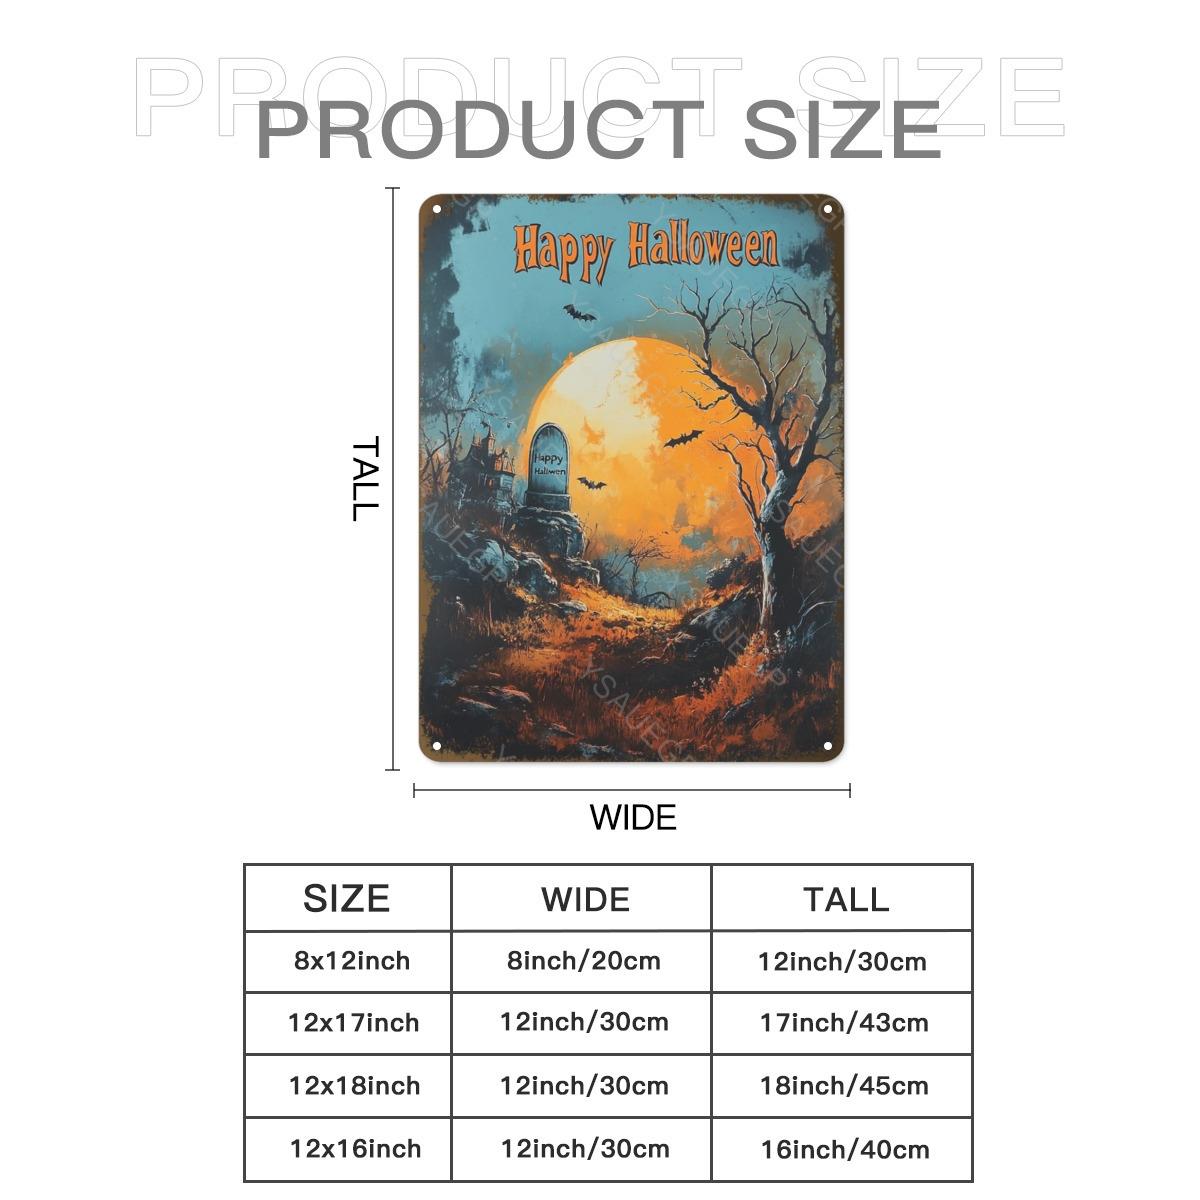 PRODUCT SIZE
PRODUCT SIZE
Happy Halloween
Happy
Hallwen
TALL
WIDE
SIZE WIDE TALL
8x12inch 8inch/20cm 12inch/30cm
12x17inch 12inch/30cm 17inch/43cm
12x18inch 12inch/30cm 18inch/45cm
12x16inch 12inch/30cm 16inch/40cm
YSAUEGP